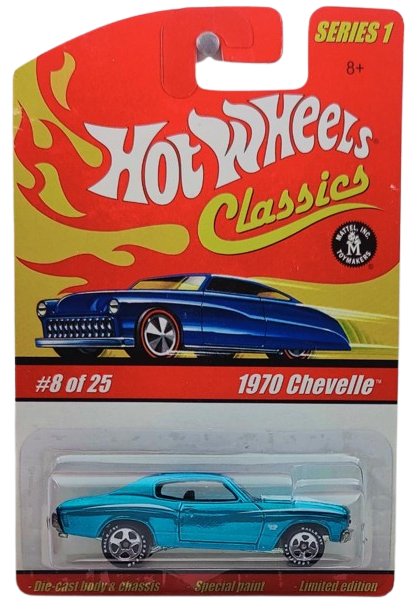 SERIES 1
8+
HOT WHEELS
Classics
MATTEL, INC.
M
TOYMAKERS
#8 of 25
1970 Chevelle™
Die-cast body & chassis
Special paint
Limited edition